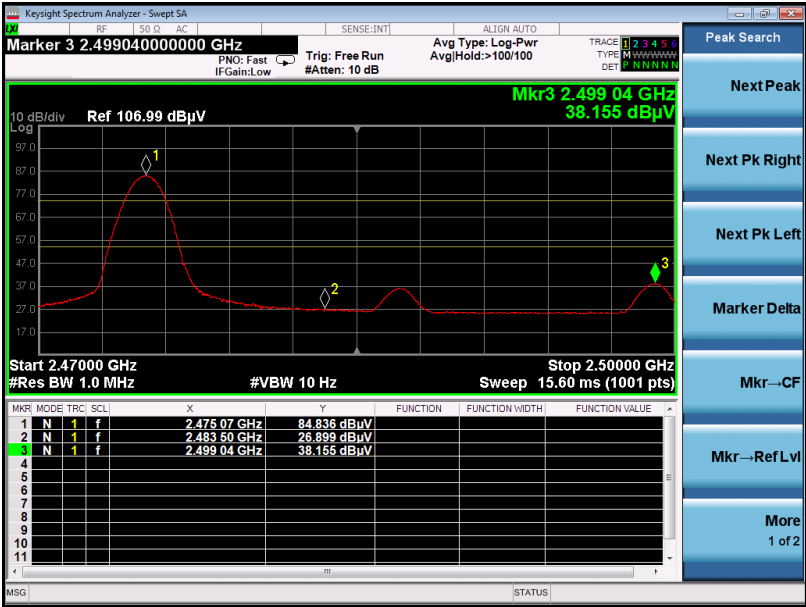 Keysight Spectrum Analyzer - Swept SA
LXI RF 50 Ω AC SENSE:INT ALIGN AUTO
Marker 3 2.499040000000 GHz
PNO: Fast
IFGain:Low
Trig: Free Run
#Atten: 10 dB
Avg Type: Log-Pwr
Avg|Hold:>100/100
TRACE 1 2 3 4 5 6
TYPE M W W W W W
DET P N N N N N
Mkr3 2.499 04 GHz
38.155 dBµV
10 dB/div Ref 106.99 dBµV
Log
97.0
87.0
77.0
67.0
57.0
47.0
37.0
27.0
17.0
1
2
3
Start 2.47000 GHz Stop 2.50000 GHz
#Res BW 1.0 MHz #VBW 10 Hz Sweep 15.60 ms (1001 pts)
MKR MODE TRC SCL X Y FUNCTION FUNCTION WIDTH FUNCTION VALUE
1 N 1 f 2.475 07 GHz 84.836 dBµV
2 N 1 f 2.483 50 GHz 26.899 dBµV
3 N 1 f 2.499 04 GHz 38.155 dBµV
4
5
6
7
8
9
10
11
MSG STATUS
Peak Search
Next Peak
Next Pk Right
Next Pk Left
Marker Delta
Mkr→CF
Mkr→Ref Lvl
More
1 of 2